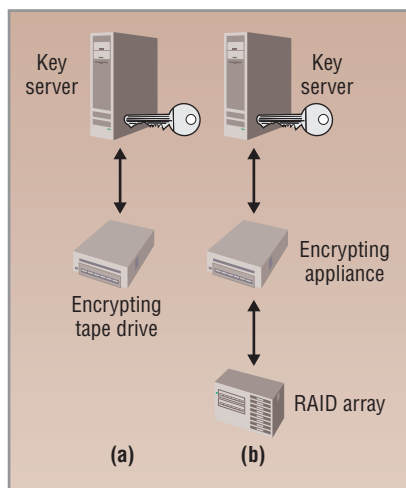 Key
server
Key
server
Encrypting
tape drive
Encrypting
appliance
RAID array
(a)
(b)